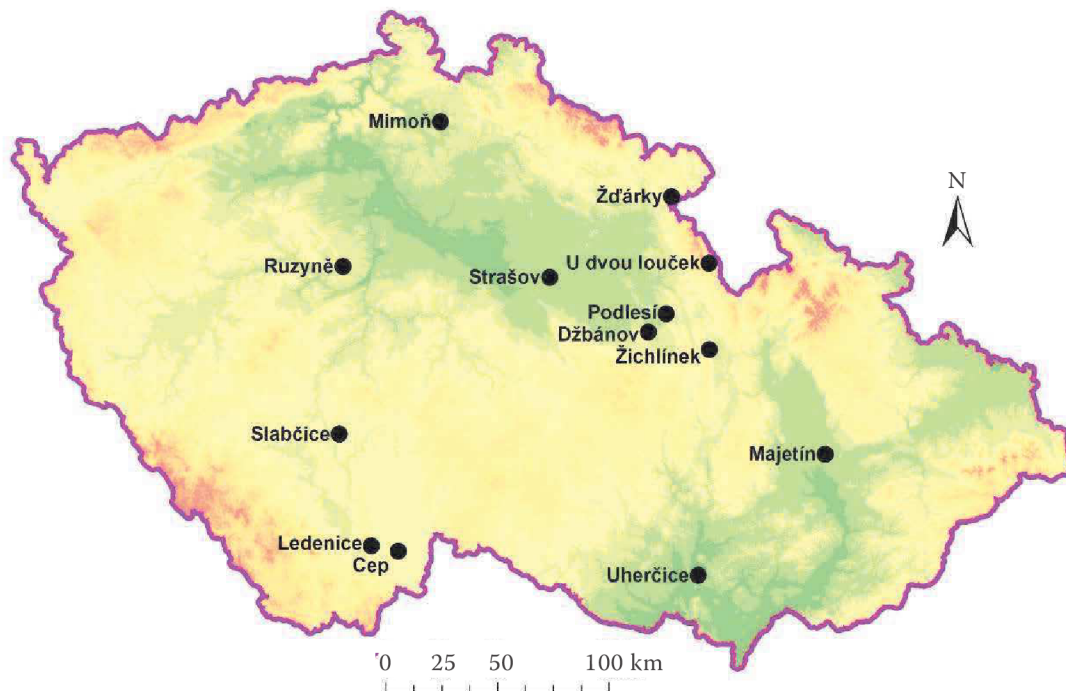 Mimoň
Žďárky
N
U dvou louček
Ruzyně
Strašov
Podlesí
Džbánov
Žichlínek
Slabčice
Majetín
Ledenice
Cep
Uherčice
0 25 50 100 km